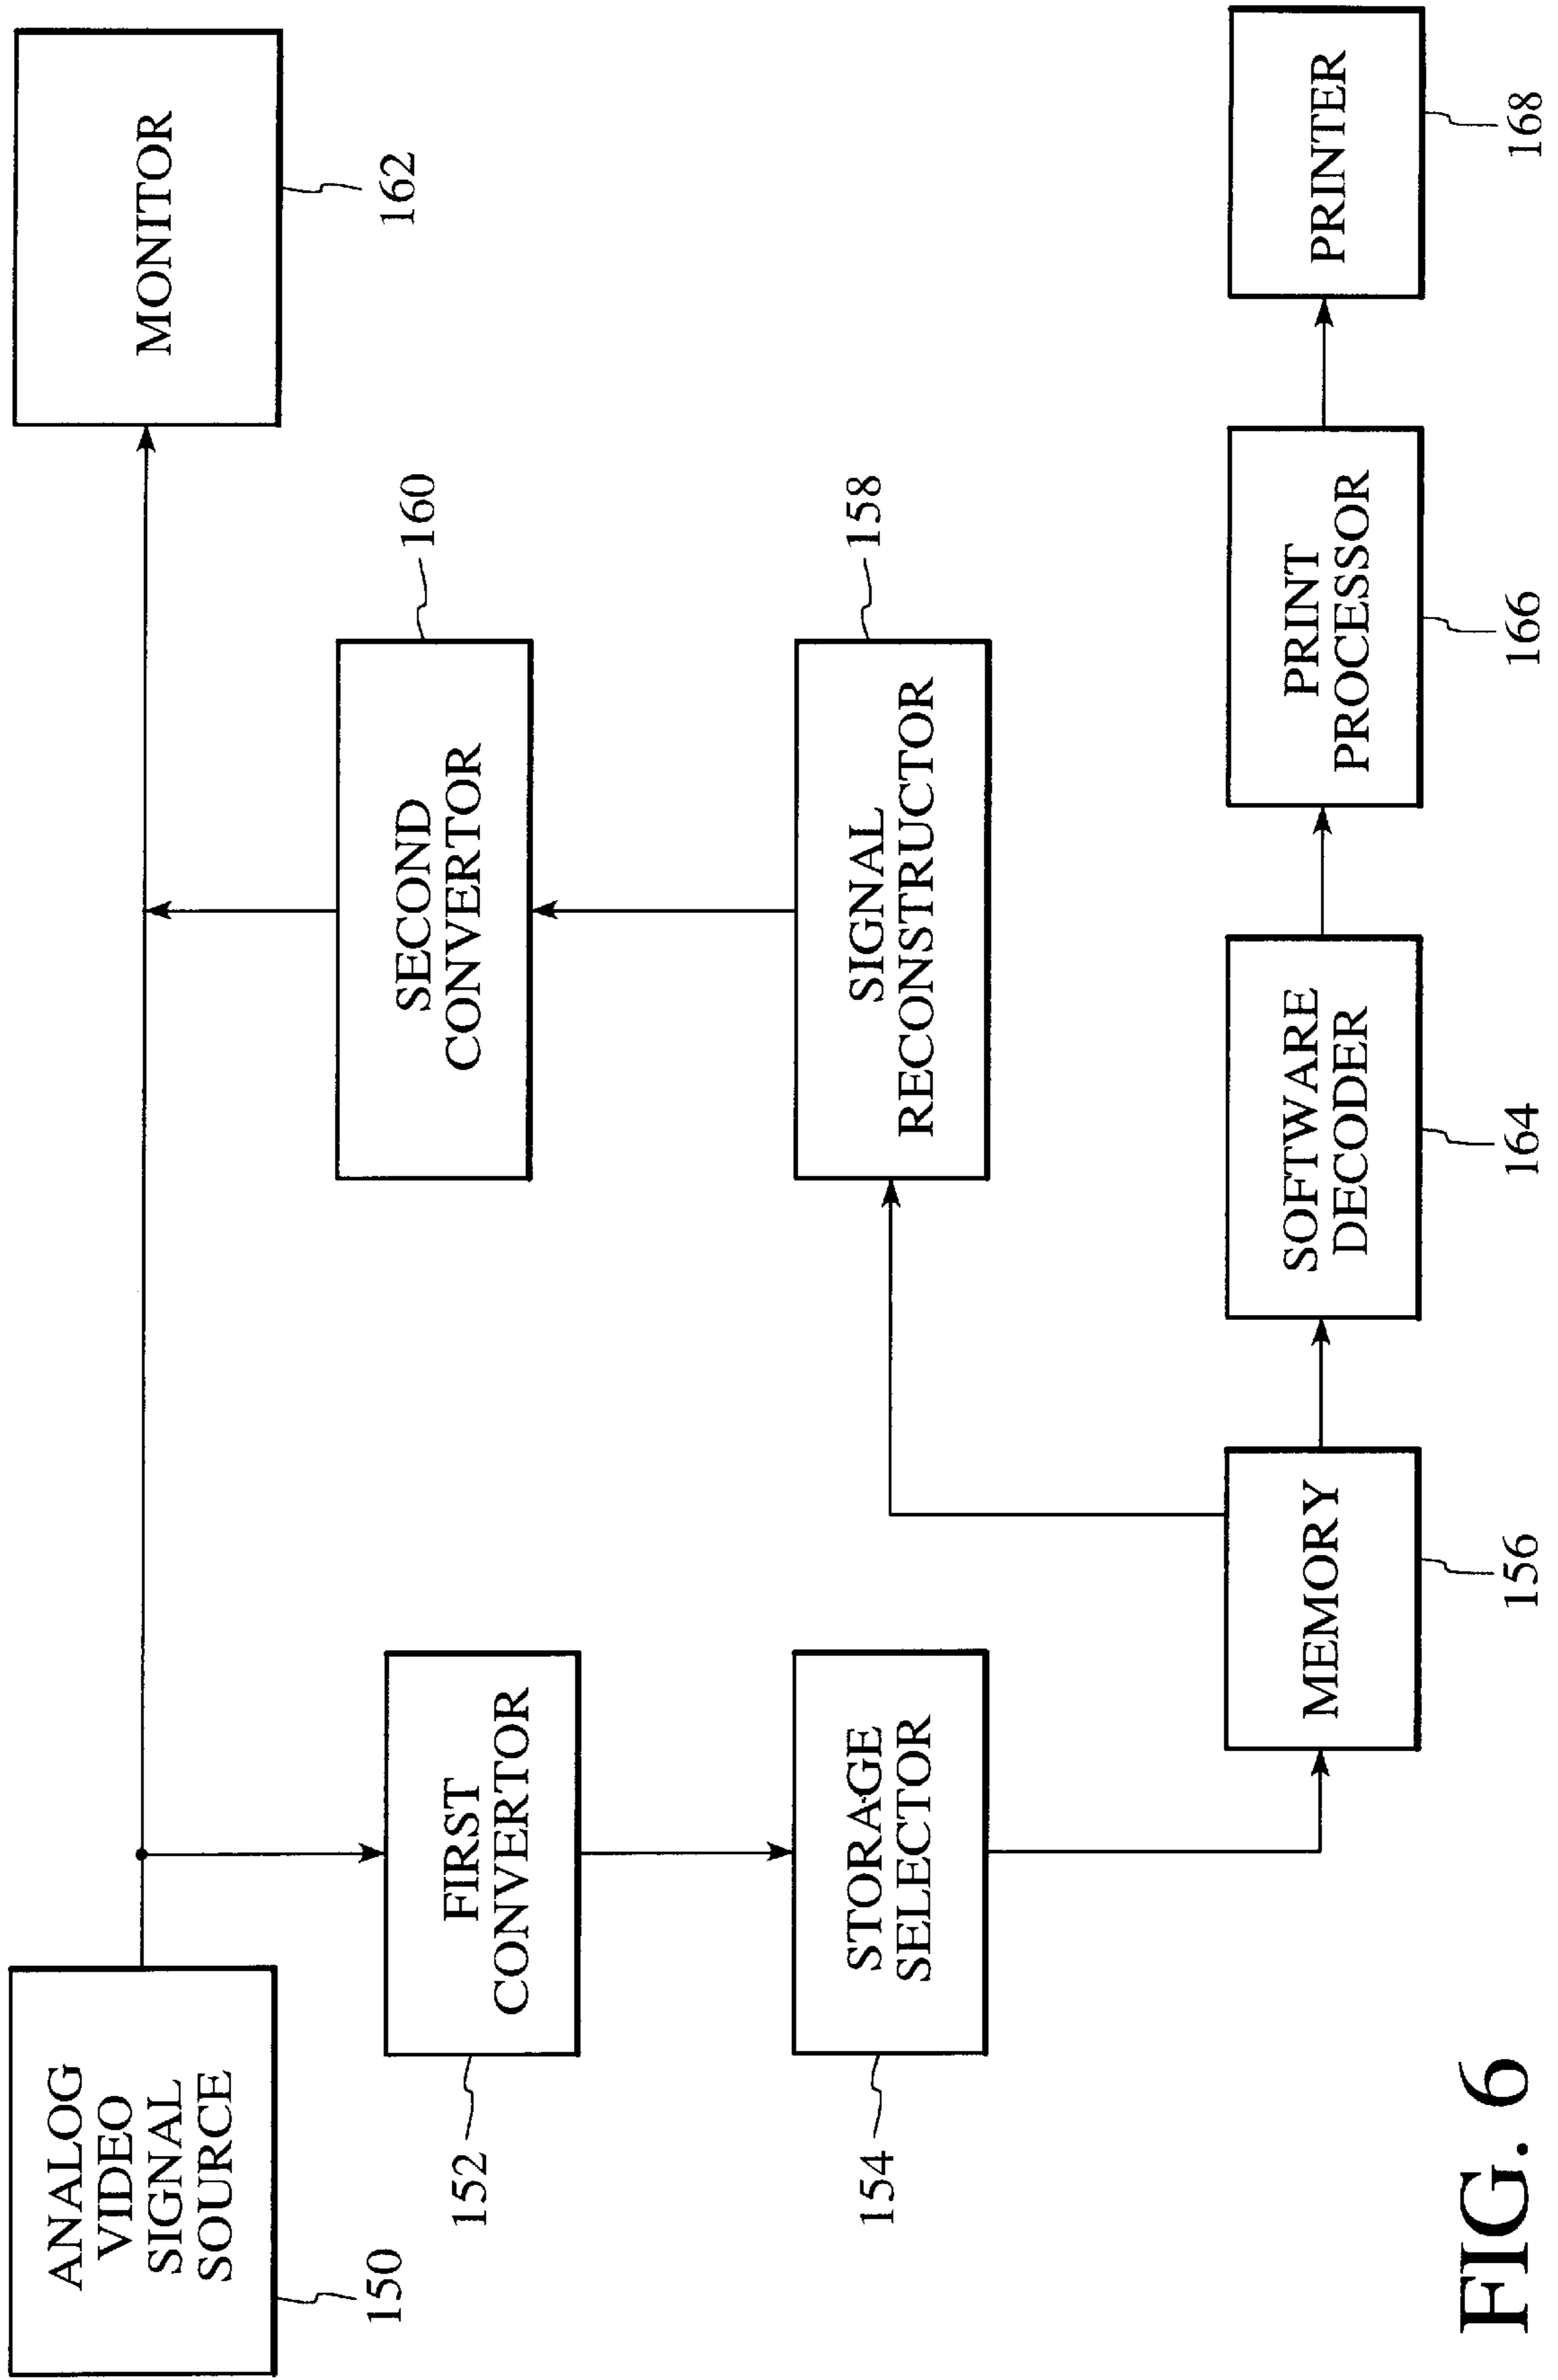 ANALOG
VIDEO
SIGNAL
SOURCE
150
MONITOR
162
FIRST
CONVERTOR
152
SECOND
CONVERTOR
160
STORAGE
SELECTOR
154
SIGNAL
RECONSTRUCTOR
158
MEMORY
156
SOFTWARE
DECODER
164
PRINT
PROCESSOR
166
PRINTER
168
FIG. 6